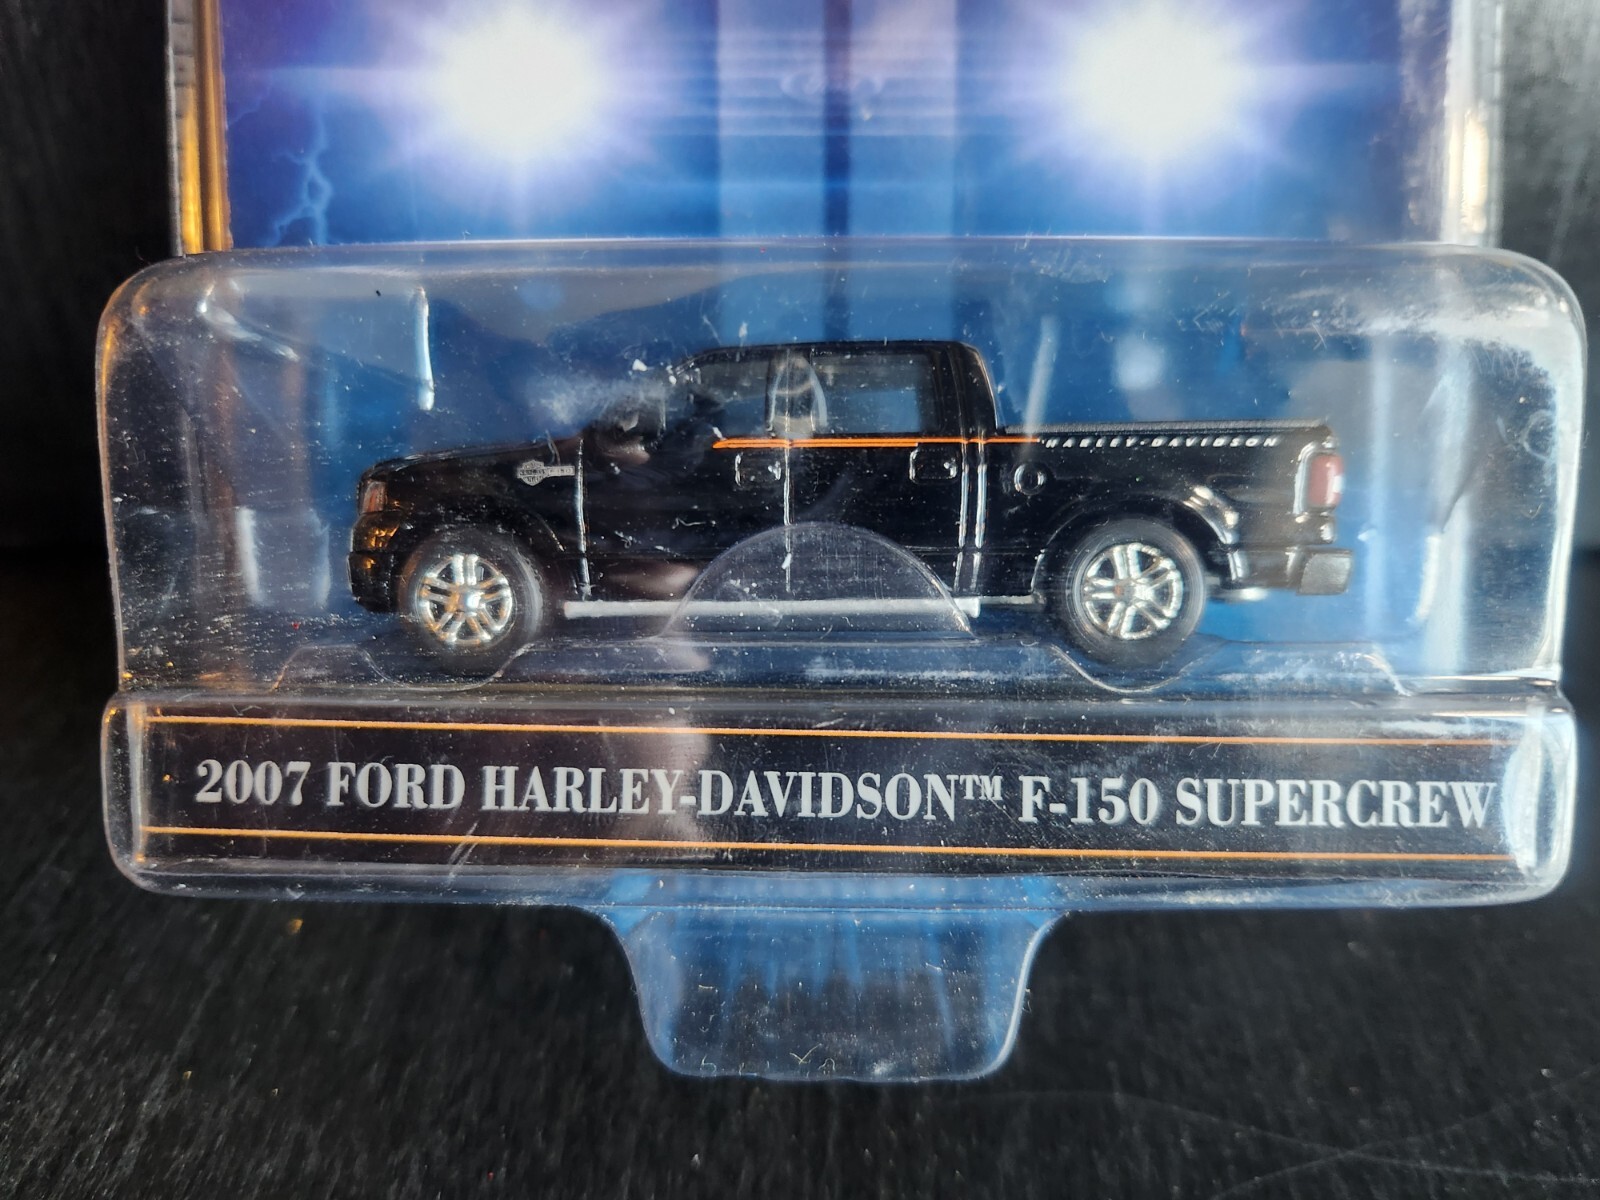 HARLEY-DAVIDSON
2007 FORD HARLEY-DAVIDSON™ F-150 SUPERCREW